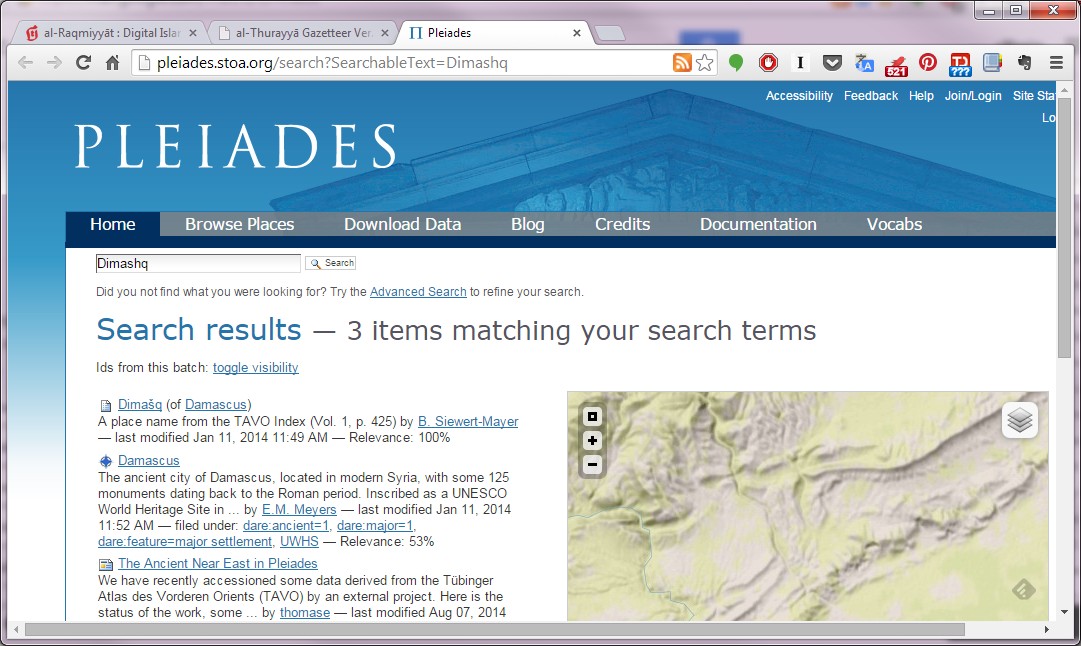 al-Raqmiyyāt : Digital Islar
al-Thurayyā Gazetteer Ver.
Π Pleiades
pleiades.stoa.org/search?SearchableText=Dimashq
I
521
TJ
???
Accessibility Feedback Help Join/Login Site Sta
Lo
PLEIADES
Home Browse Places Download Data Blog Credits Documentation Vocabs
Dimashq
Search
Did you not find what you were looking for? Try the Advanced Search to refine your search.
Search results — 3 items matching your search terms
Ids from this batch: toggle visibility
Dimašq (of Damascus)
A place name from the TAVO Index (Vol. 1, p. 425) by B. Siewert-Mayer
— last modified Jan 11, 2014 11:49 AM — Relevance: 100%
Damascus
The ancient city of Damascus, located in modern Syria, with some 125
monuments dating back to the Roman period. Inscribed as a UNESCO
World Heritage Site in ... by E.M. Meyers — last modified Jan 11, 2014
11:52 AM — filed under: dare:ancient=1, dare:major=1,
dare:feature=major settlement, UWHS — Relevance: 53%
The Ancient Near East in Pleiades
We have recently accessioned some data derived from the Tübinger
Atlas des Vorderen Orients (TAVO) by an external project. Here is the
status of the work, some ... by thomase — last modified Aug 07, 2014